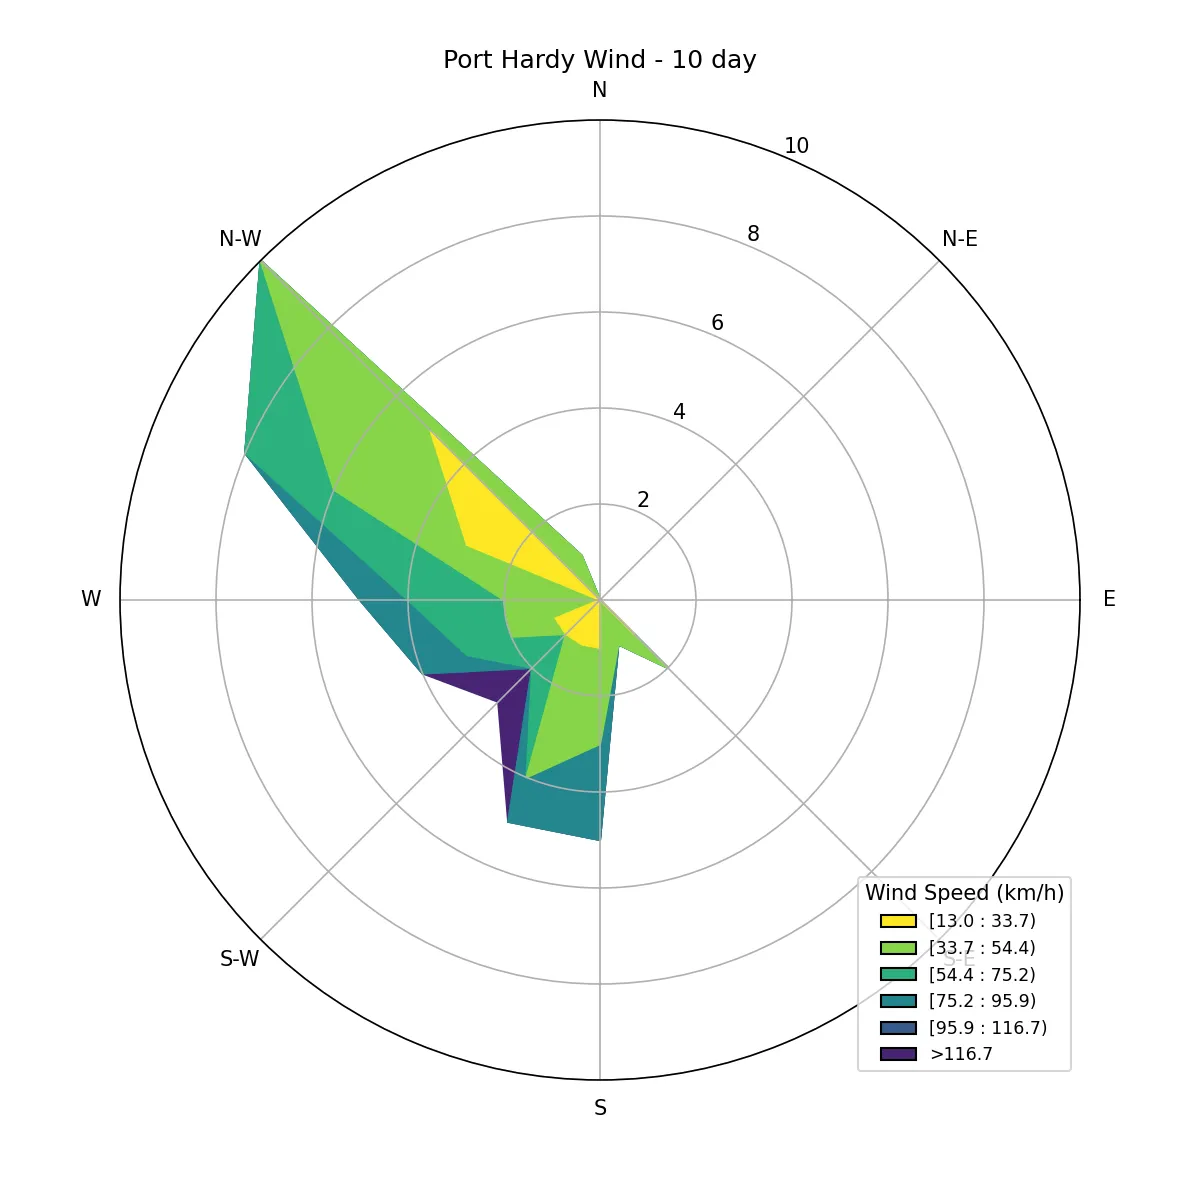 Port Hardy Wind - 10 day
N
10
N-W
N-E
8
6
4
2
W
E
Wind Speed (km/h)
[13.0 : 33.7)
[33.7 : 54.4)
S-W
S-E
[54.4 : 75.2)
[75.2 : 95.9)
[95.9 : 116.7)
>116.7
S